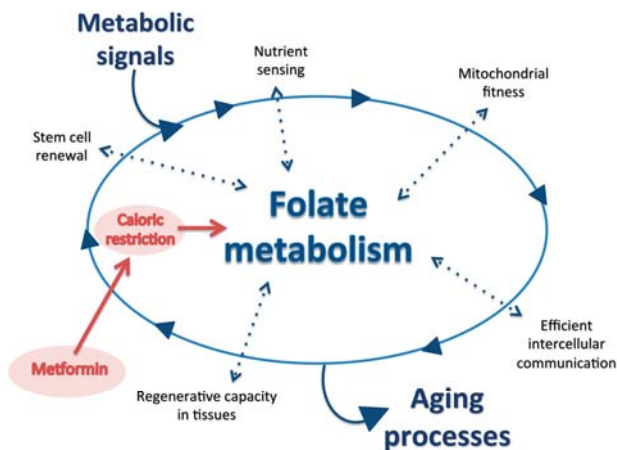 Metabolic
signals
Nutrient
sensing
Mitochondrial
fitness
Stem cell
renewal
Folate
metabolism
Caloric
restriction
Metformin
Efficient
intercellular
communication
Regenerative capacity
in tissues
Aging
processes